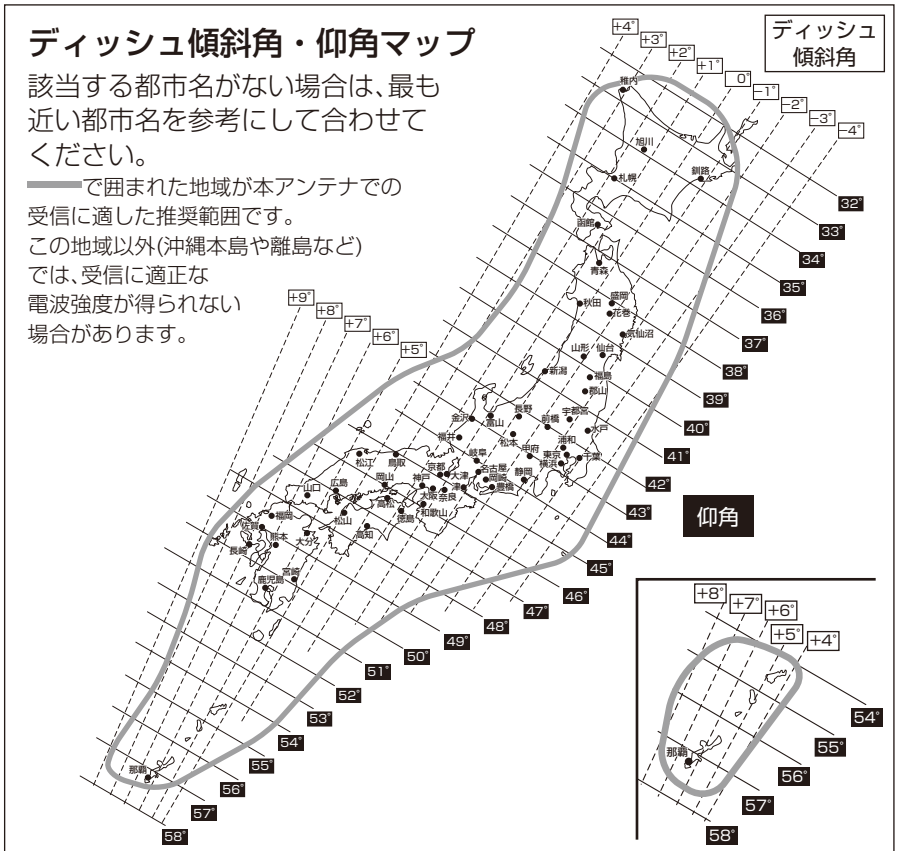 ディッシュ傾斜角・仰角マップ
該当する都市名がない場合は、最も
近い都市名を参考にして合わせて
ください。
で囲まれた地域が本アンテナでの
受信に適した推奨範囲です。
この地域以外(沖縄本島や離島など)
では、受信に適正な
電波強度が得られない
場合があります。
ディッシュ
傾斜角
+4°
+3°
+2°
+1°
0°
−1°
−2°
−3°
−4°
+9°
+8°
+7°
+6°
+5°
稚内
旭川
札幌
釧路
函館
青森
秋田
盛岡
花巻
気仙沼
山形
仙台
新潟
福島
郡山
金沢
富山
長野
前橋
宇都宮
水戸
福井
松本
甲府
浦和
東京
横浜
千葉
岐阜
名古屋
岡崎
豊橋
静岡
松江
鳥取
京都
大津
津
山口
広島
岡山
神戸
大阪
奈良
和歌山
高松
徳島
松山
高知
福岡
佐賀
長崎
熊本
大分
宮崎
鹿児島
那覇
32°
33°
34°
35°
36°
37°
38°
39°
40°
41°
42°
43°
44°
45°
46°
47°
48°
49°
50°
51°
52°
53°
54°
55°
56°
57°
58°
仰角
+8°
+7°
+6°
+5°
+4°
那覇
54°
55°
56°
57°
58°